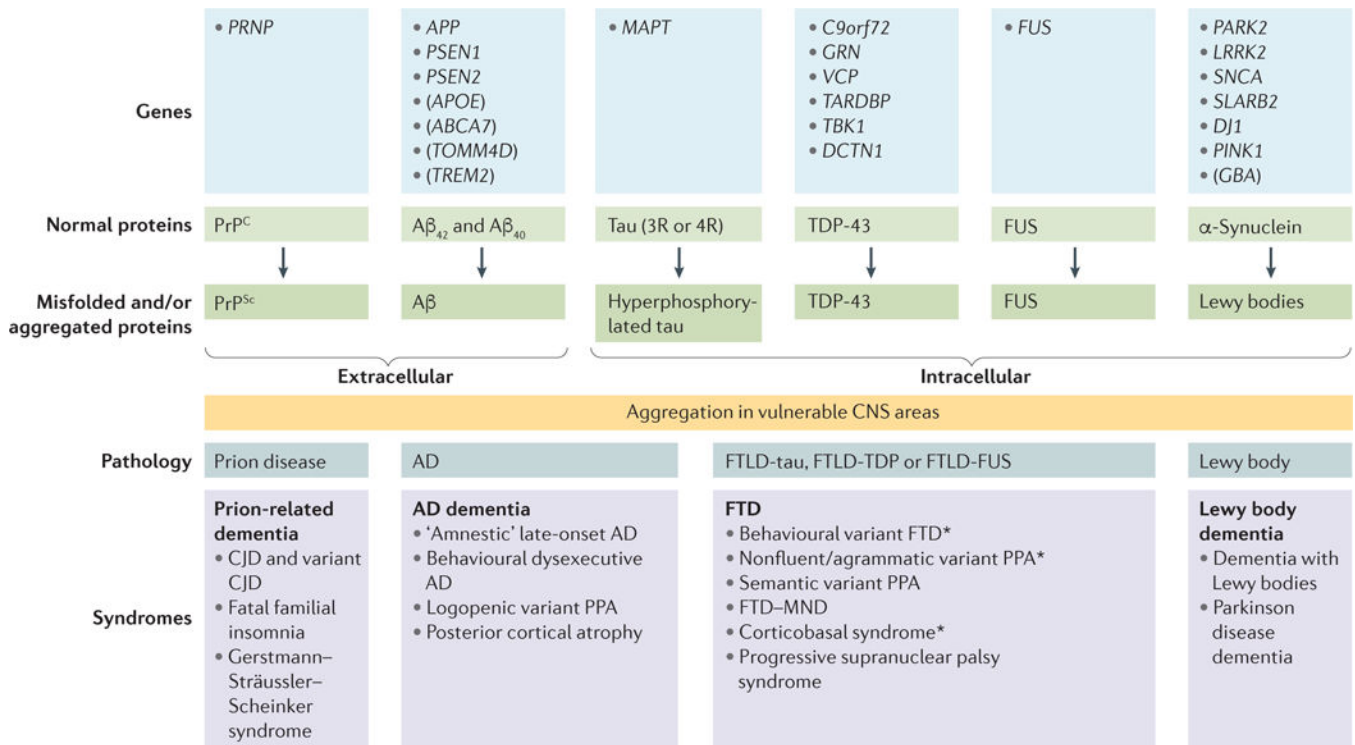 Genes
• PRNP
• APP
• PSEN1
• PSEN2
• (APOE)
• (ABCA7)
• (TOMM4D)
• (TREM2)
• MAPT
• C9orf72
• GRN
• VCP
• TARDBP
• TBK1
• DCTN1
• FUS
• PARK2
• LRRK2
• SNCA
• SLARB2
• DJ1
• PINK1
• (GBA)
Normal proteins
PrPᶜ
Aβ₄₂ and Aβ₄₀
Tau (3R or 4R)
TDP-43
FUS
α-Synuclein
Misfolded and/or
aggregated proteins
PrPˢᶜ
Aβ
Hyperphosphory-
lated tau
TDP-43
FUS
Lewy bodies
Extracellular
Intracellular
Aggregation in vulnerable CNS areas
Pathology
Prion disease
AD
FTLD-tau, FTLD-TDP or FTLD-FUS
Lewy body
Syndromes
Prion-related
dementia
• CJD and variant
CJD
• Fatal familial
insomnia
• Gerstmann–
Sträussler–
Scheinker
syndrome
AD dementia
• ‘Amnestic’ late-onset AD
• Behavioural dysexecutive
AD
• Logopenic variant PPA
• Posterior cortical atrophy
FTD
• Behavioural variant FTD*
• Nonfluent/agrammatic variant PPA*
• Semantic variant PPA
• FTD–MND
• Corticobasal syndrome*
• Progressive supranuclear palsy
syndrome
Lewy body
dementia
• Dementia with
Lewy bodies
• Parkinson
disease
dementia